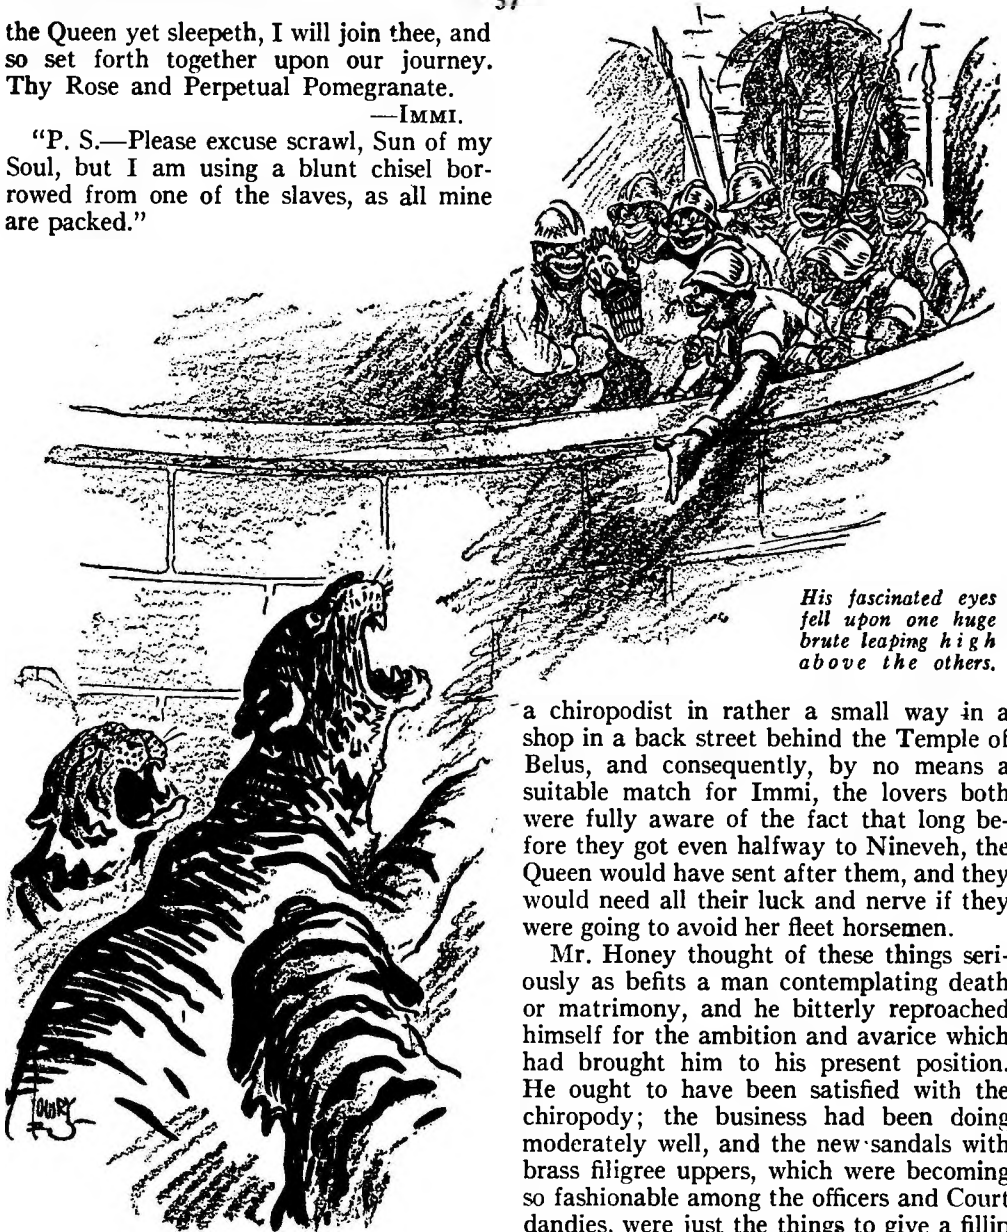 37
the Queen yet sleepeth, I will join thee, and
so set forth together upon our journey.
Thy Rose and Perpetual Pomegranate.
—IMMI.
"P. S.—Please excuse scrawl, Sun of my
Soul, but I am using a blunt chisel bor-
rowed from one of the slaves, as all mine
are packed."
His fascinated eyes
fell upon one huge
brute leaping high
above the others.
a chiropodist in rather a small way in a
shop in a back street behind the Temple of
Belus, and consequently, by no means a
suitable match for Immi, the lovers both
were fully aware of the fact that long be-
fore they got even halfway to Nineveh, the
Queen would have sent after them, and they
would need all their luck and nerve if they
were going to avoid her fleet horsemen.
Mr. Honey thought of these things seri-
ously as befits a man contemplating death
or matrimony, and he bitterly reproached
himself for the ambition and avarice which
had brought him to his present position.
He ought to have been satisfied with the
chiropody; the business had been doing
moderately well, and the new sandals with
brass filigree uppers, which were becoming
so fashionable among the officers and Court
dandies, were just the things to give a fillip
LOWRY